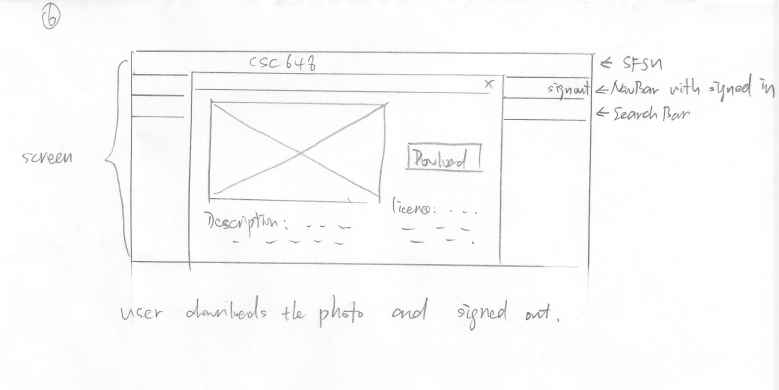 6
CSC 648
← SFSU
x
signout ← NavBar with signed in
← Search Bar
screen
Download
Description: - - -
licence: - - -
user downloads the photo and signed out.